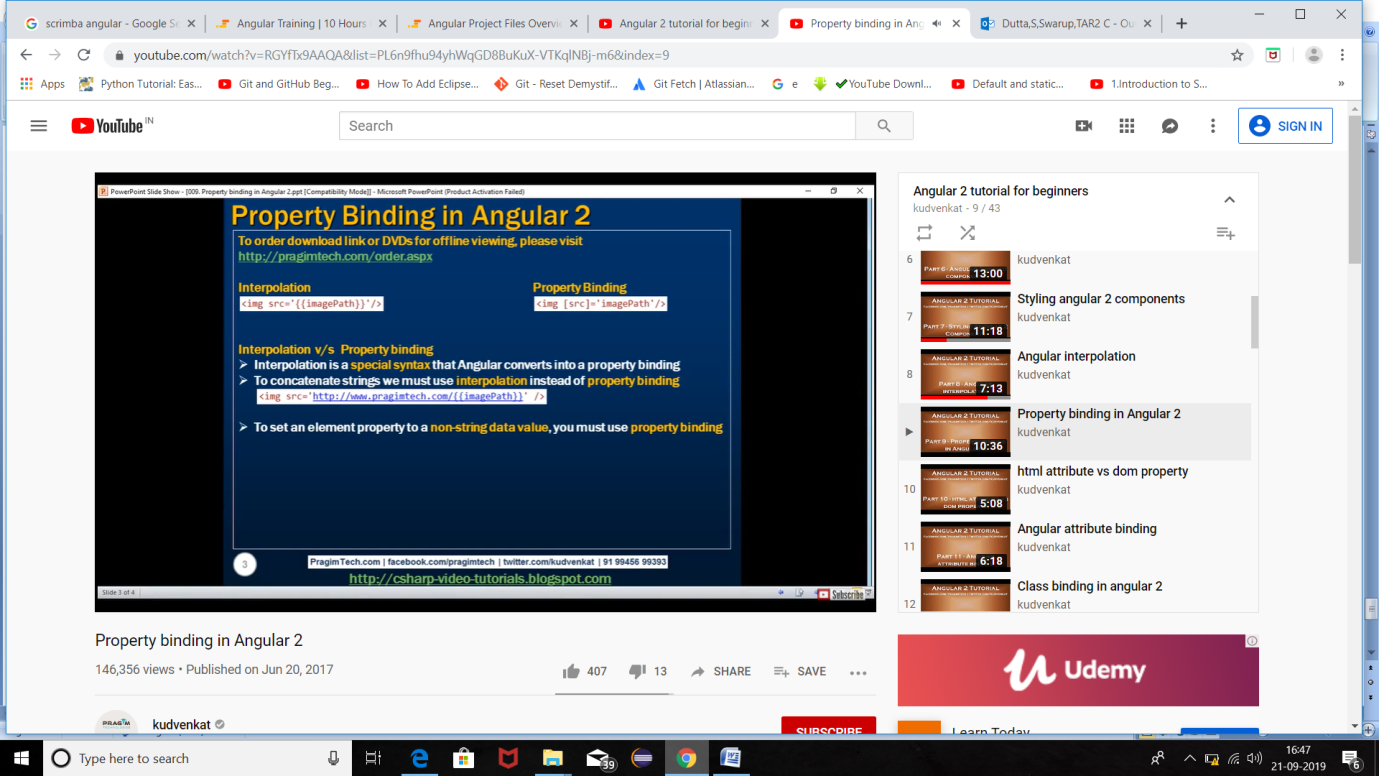 scrimba angular - Google Se
Angular Training | 10 Hours
Angular Project Files Overvie
Angular 2 tutorial for beginn
Property binding in Ang
Dutta,S,Swarup,TAR2 C - Ou
youtube.com/watch?v=RGYfTx9AAQA&list=PL6n9fhu94yhWqGD8BuKuX-VTKqlNBj-m6&index=9
Apps
Python Tutorial: Eas...
Git and GitHub Beg...
How To Add Eclipse...
Git - Reset Demystif...
Git Fetch | Atlassian...
e
YouTube Downl...
Default and static...
1.Introduction to S...
»
YouTube IN
Search
SIGN IN
PowerPoint Slide Show - [009. Property binding in Angular 2.ppt [Compatibility Mode]] - Microsoft PowerPoint (Product Activation Failed)
Property Binding in Angular 2
To order download link or DVDs for offline viewing, please visit
http://pragimtech.com/order.aspx
Interpolation
Property Binding
<img src='{{imagePath}}'/>
<img [src]='imagePath'/>
Interpolation v/s Property binding
Interpolation is a special syntax that Angular converts into a property binding
To concatenate strings we must use interpolation instead of property binding
<img src='http://www.pragimtech.com/{{imagePath}}' />
To set an element property to a non-string data value, you must use property binding
3
PragimTech.com | facebook.com/pragimtech | twitter.com/kudvenkat | 91 99456 99393
http://csharp-video-tutorials.blogspot.com
Slide 3 of 4
Subscribe
Property binding in Angular 2
146,356 views • Published on Jun 20, 2017
407
13
SHARE
SAVE
PRAGIM
kudvenkat
SUBSCRIBE
Angular 2 tutorial for beginners
kudvenkat - 9 / 43
6
13:00
kudvenkat
7
11:18
Styling angular 2 components
kudvenkat
8
7:13
Angular interpolation
kudvenkat
10:36
Property binding in Angular 2
kudvenkat
10
5:08
html attribute vs dom property
kudvenkat
11
6:18
Angular attribute binding
kudvenkat
12
Class binding in angular 2
kudvenkat
Udemy
Learn Today
Type here to search
39
16:47
21-09-2019
6